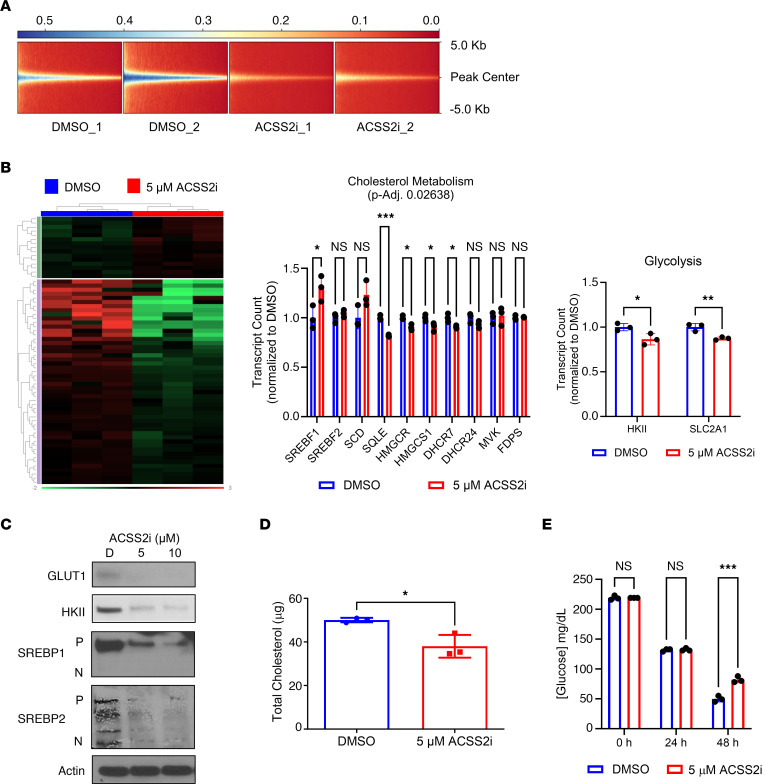 A
0.5 0.4 0.3 0.2 0.1 0.0
5.0 Kb
Peak Center
-5.0 Kb
DMSO_1 DMSO_2 ACSS2i_1 ACSS2i_2
B
DMSO 5 µM ACSS2i
-2 3
Cholesterol Metabolism
(p-Adj. 0.02638)
***
* NS NS * * * NS NS NS
Transcript Count
(normalized to DMSO)
1.5
1.0
0.5
0.0
SREBF1 SREBF2 SCD SQLE HMGCR HMGCS1 DHCR7 DHCR24 MVK FDPS
DMSO 5 µM ACSS2i
Glycolysis
* **
Transcript Count
(normalized to DMSO)
1.5
1.0
0.5
0.0
HKII SLC2A1
DMSO 5 µM ACSS2i
C
ACSS2i (µM)
D 5 10
GLUT1
HKII
P
SREBP1
N
P
SREBP2
N
Actin
D
*
Total Cholesterol (µg)
60
40
20
0
DMSO 5 µM ACSS2i
E
NS NS ***
[Glucose] mg/dL
250
200
150
100
50
0
0 h 24 h 48 h
DMSO 5 µM ACSS2i